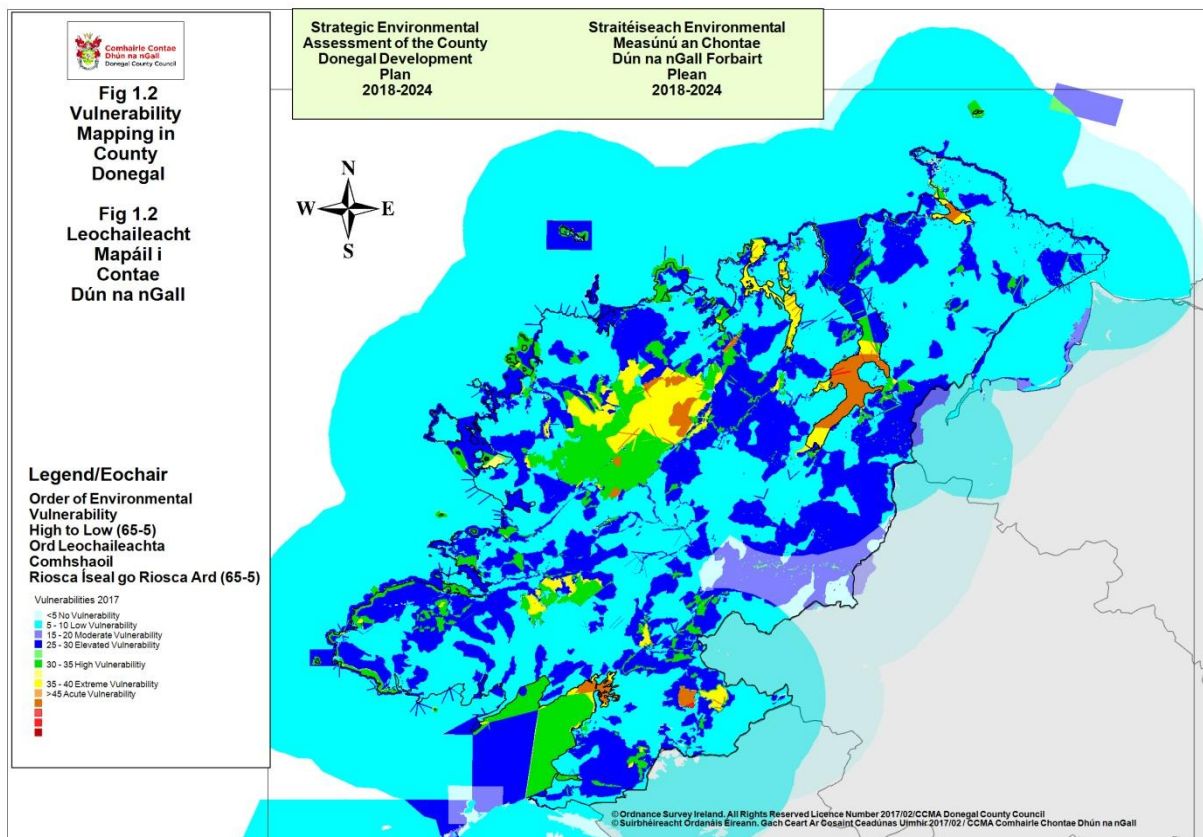 Comhairle Contae
Dhún na nGall
Donegal County Council
Fig 1.2
Vulnerability
Mapping in
County
Donegal
Fig 1.2
Leochaileacht
Mapáil i
Contae
Dún na nGall
Strategic Environmental
Assessment of the County
Donegal Development
Plan
2018-2024
Straitéiseach Environmental
Measúnú an Chontae
Dún na nGall Forbairt
Plean
2018-2024
N
W E
S
Legend/Eochair
Order of Environmental
Vulnerability
High to Low (65-5)
Ord Leochaileachta
Comhshaoil
Riosca Íseal go Riosca Ard (65-5)
Vulnerabilities 2017
<5 No Vulnerability
5 - 10 Low Vulnerability
15 - 20 Moderate Vulnerability
25 - 30 Elevated Vulnerability
30 - 35 High Vulnerabilitiy
35 - 40 Extreme Vulnerability
>45 Acute Vulnerability
© Ordnance Survey Ireland. All Rights Reserved Licence Number 2017/02/CCMA Donegal County Council
© Suirbhéireacht Ordanáis Éireann. Gach Ceart Ar Cosaint Ceadúnas Uimhir 2017/02 / CCMA Comhairle Chontae Dhún na nGall